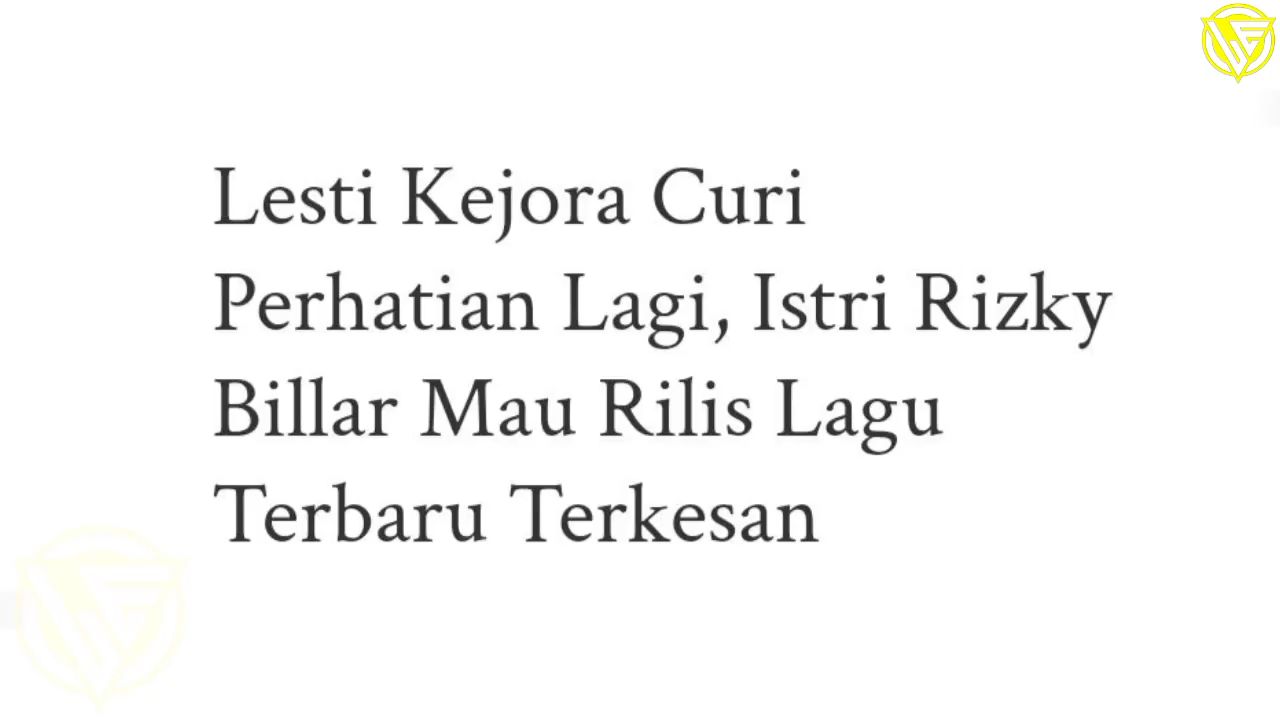 Lesti Kejora Curi
Perhatian Lagi, Istri Rizky
Billar Mau Rilis Lagu
Terbaru Terkesan